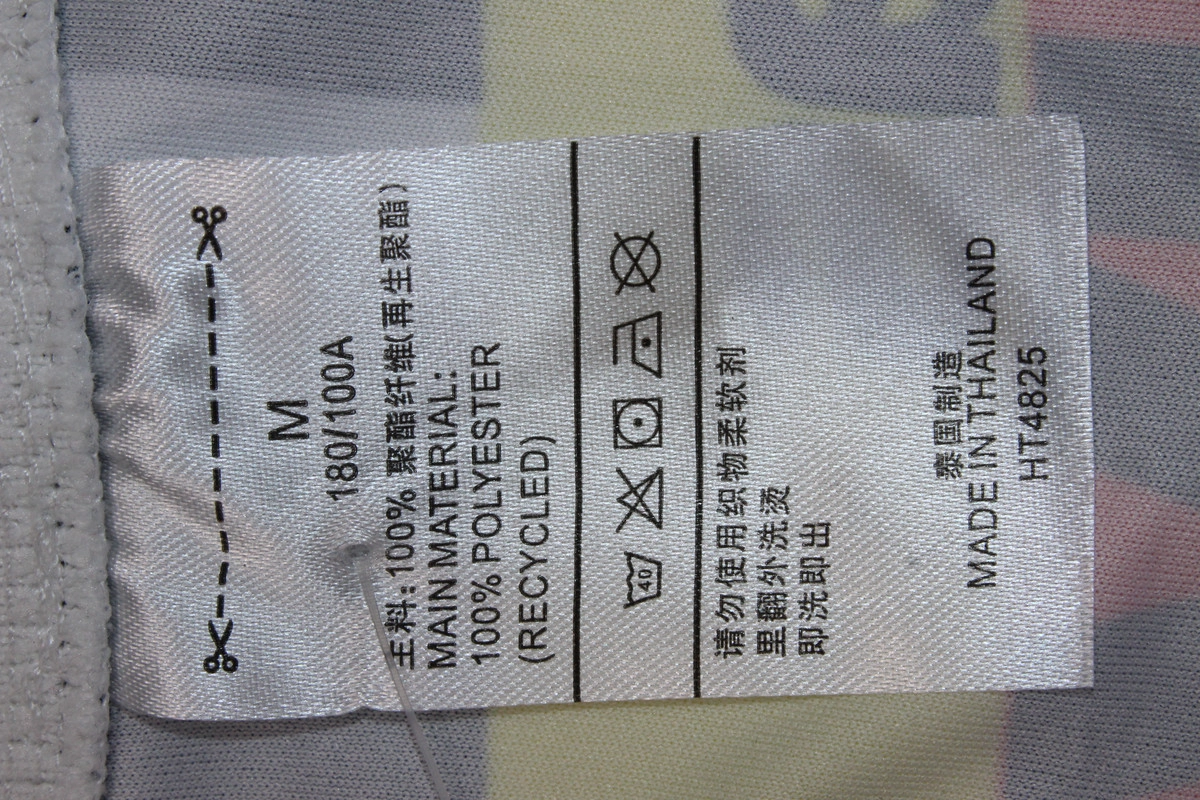 M
180/100A
主料:100% 聚酯纤维(再生聚酯)
MAIN MATERIAL:
100% POLYESTER
(RECYCLED)
40
请勿使用织物柔软剂
里翻外洗烫
即洗即出
泰国制造
MADE IN THAILAND
HT4825